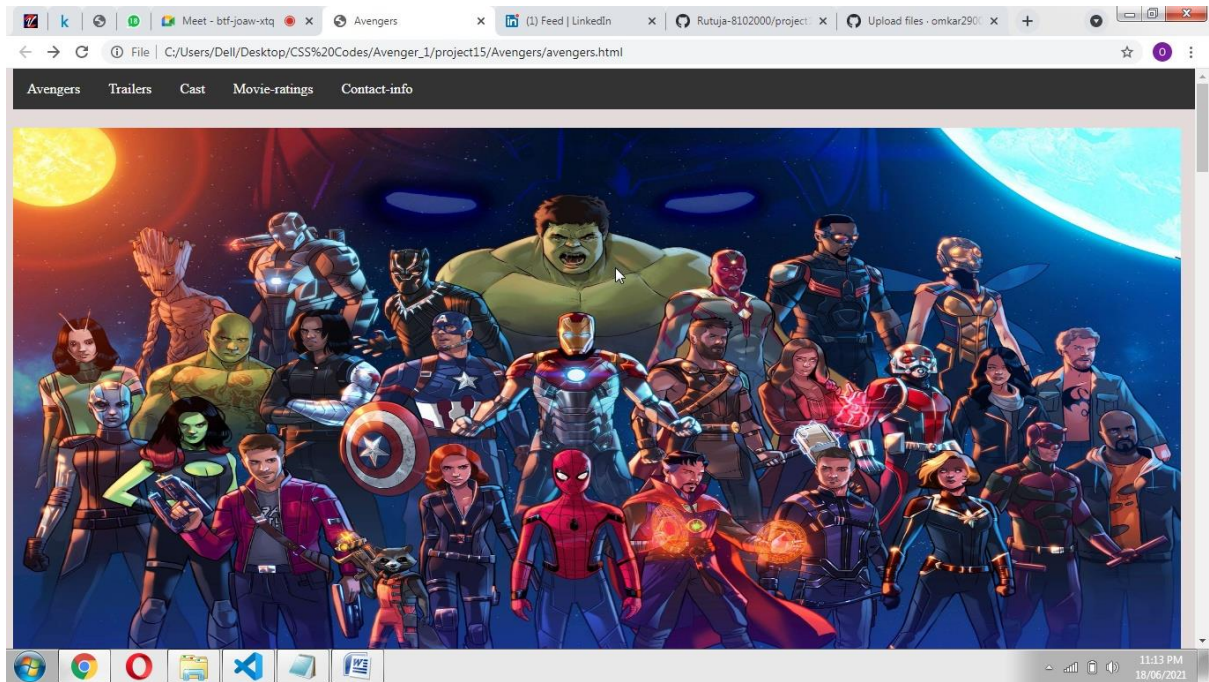 Meet - btf-joaw-xtq
Avengers
(1) Feed | LinkedIn
Rutuja-8102000/project
Upload files · omkar290
File
C:/Users/Dell/Desktop/CSS%20Codes/Avenger_1/project15/Avengers/avengers.html
O
Avengers Trailers Cast Movie-ratings Contact-info
11:13 PM
18/06/2021